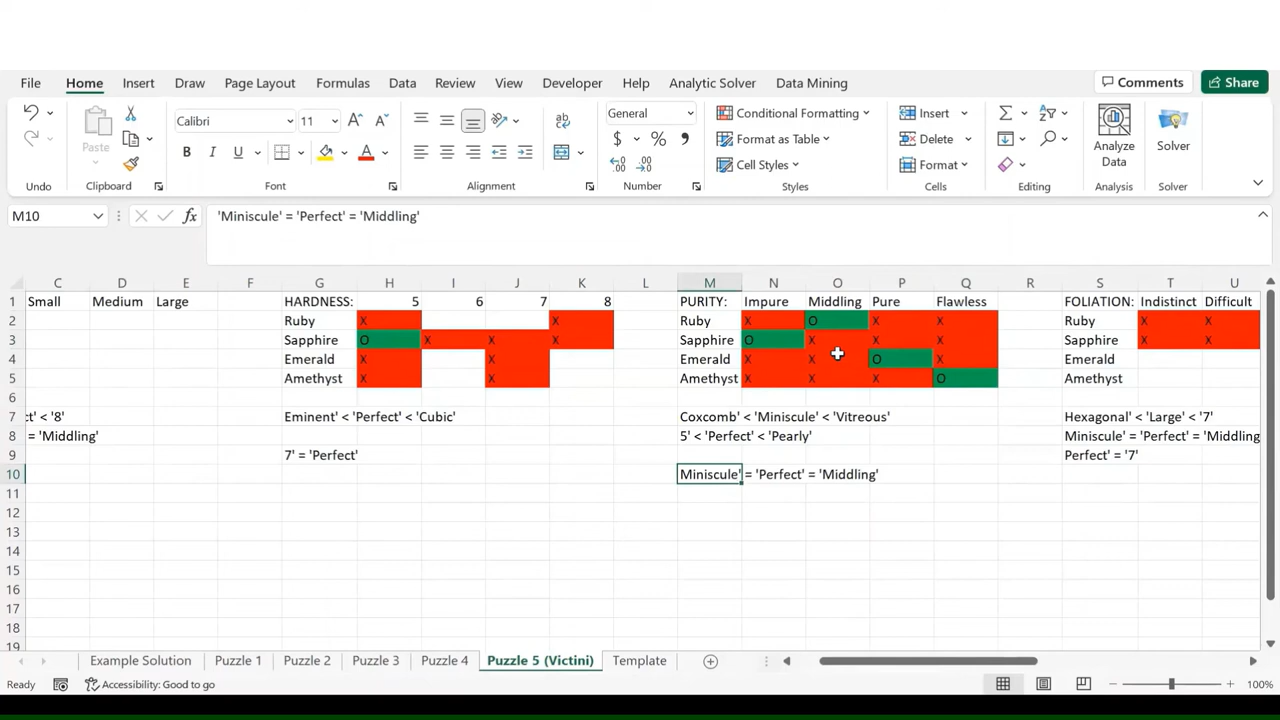 File Home Insert Draw Page Layout Formulas Data Review View Developer Help Analytic Solver Data Mining Comments Share
Calibri 11 General Conditional Formatting Insert
Paste Format as Table Delete Analyze Data Solver
Cell Styles Format
Undo Clipboard Font Alignment Number Styles Cells Editing Analysis Solver
M10 fx 'Miniscule' = 'Perfect' = 'Middling'
C D E F G H I J K L M N O P Q R S T U
1 Small Medium Large HARDNESS: 5 6 7 8 PURITY: Impure Middling Pure Flawless FOLIATION: Indistinct Difficult
2 Ruby X X Ruby X O X X Ruby X X
3 Sapphire O X X X Sapphire O X X X Sapphire X X
4 Emerald X X Emerald X X O X Emerald
5 Amethyst X X Amethyst X X X O Amethyst
6
7 ct' < '8' Eminent' < 'Perfect' < 'Cubic' Coxcomb' < 'Miniscule' < 'Vitreous' Hexagonal' < 'Large' < '7'
8 = 'Middling' 5' < 'Perfect' < 'Pearly' Miniscule' = 'Perfect' = 'Middling
9 7' = 'Perfect' Perfect' = '7'
10 Miniscule' = 'Perfect' = 'Middling'
11
12
13
14
15
16
17
18
19
Example Solution Puzzle 1 Puzzle 2 Puzzle 3 Puzzle 4 Puzzle 5 (Victini) Template
Ready Accessibility: Good to go 100%